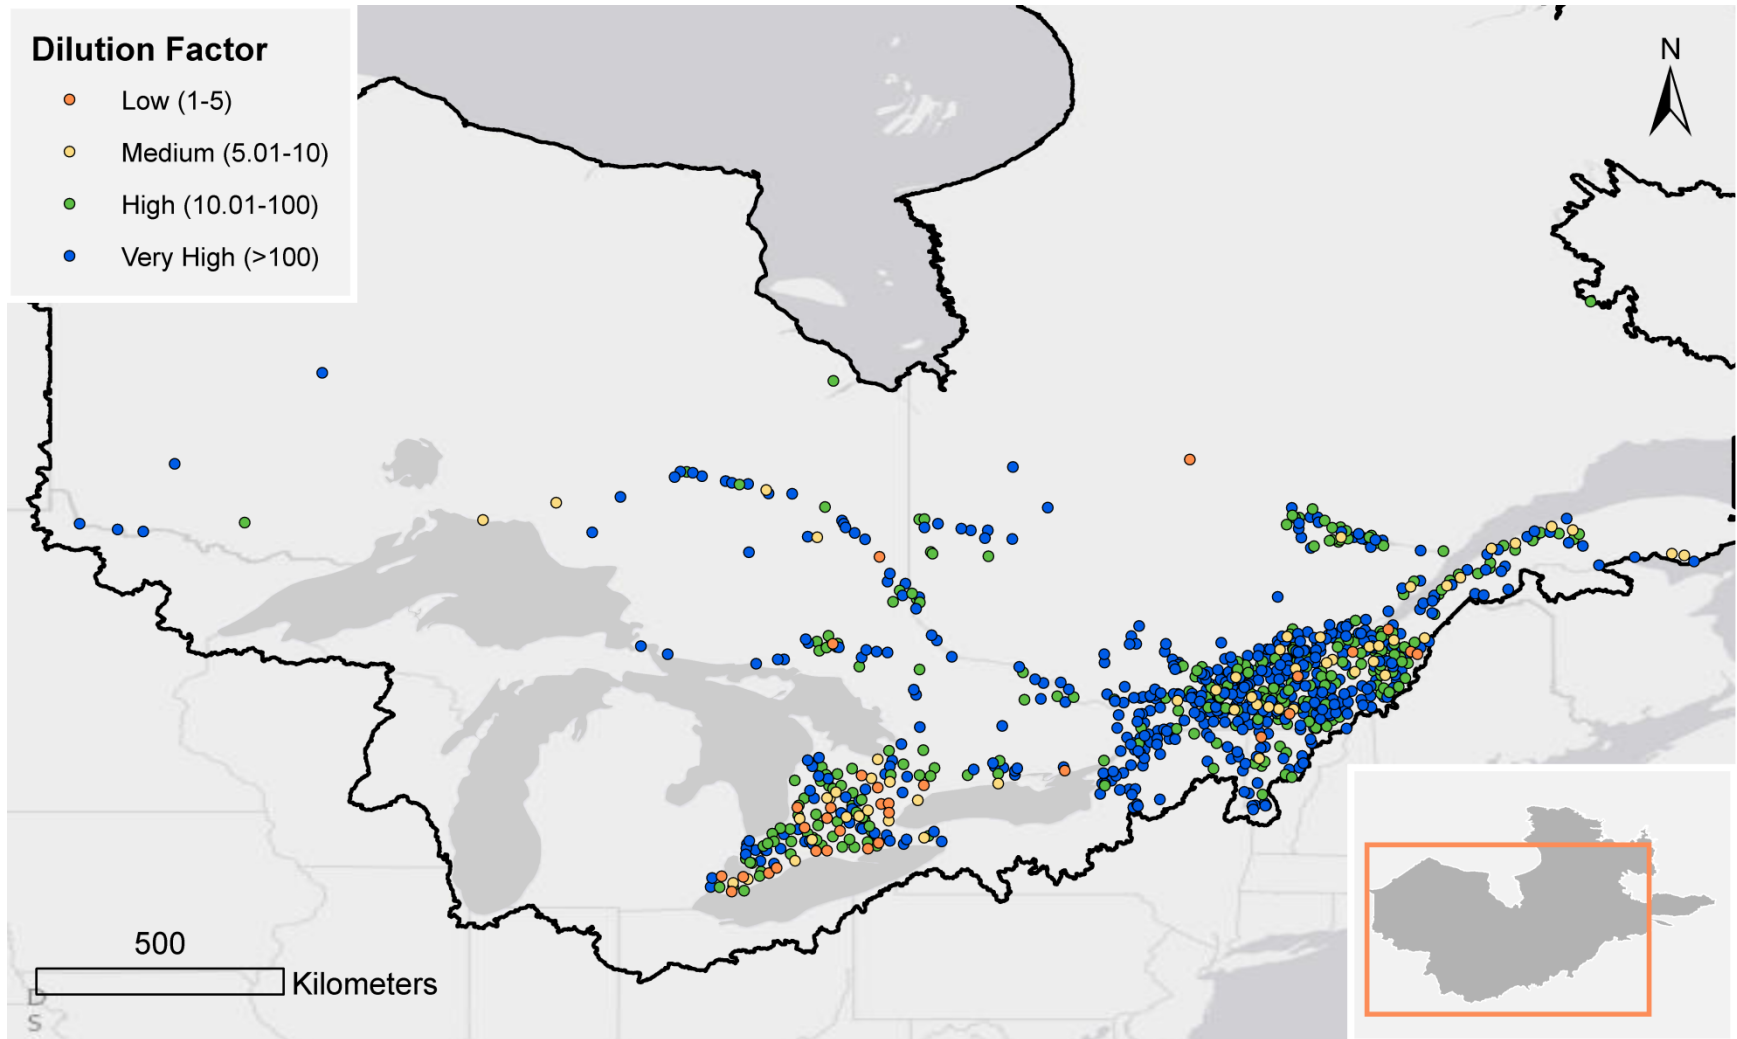 Dilution Factor
Low (1-5)
Medium (5.01-10)
High (10.01-100)
Very High (>100)
N
500
Kilometers
D
S